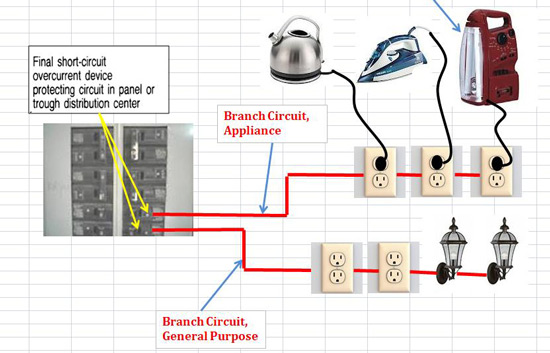 Final short-circuit
overcurrent device
protecting circuit in panel or
trough distribution center
Branch Circuit,
Appliance
Branch Circuit,
General Purpose